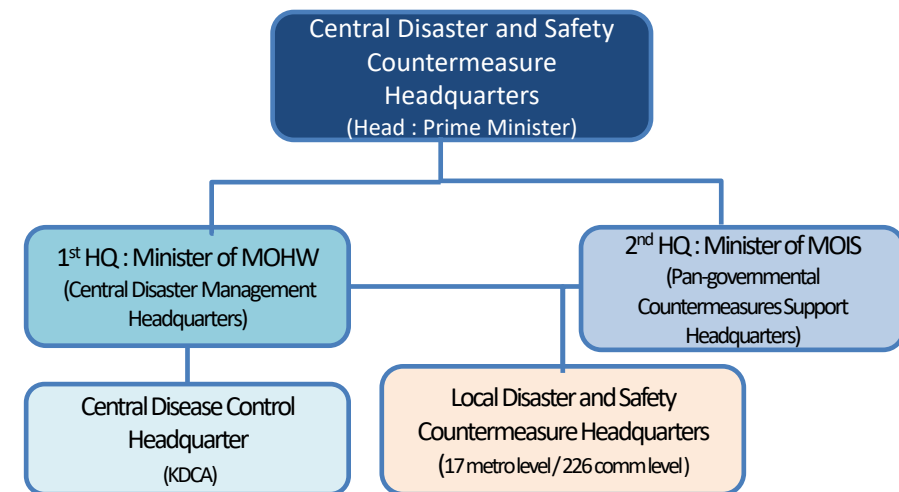 Central Disaster and Safety
Countermeasure
Headquarters
(Head : Prime Minister)
1st HQ : Minister of MOHW
(Central Disaster Management
Headquarters)
2nd HQ : Minister of MOIS
(Pan-governmental
Countermeasures Support
Headquarters)
Central Disease Control
Headquarter
(KDCA)
Local Disaster and Safety
Countermeasure Headquarters
(17 metro level / 226 comm level)